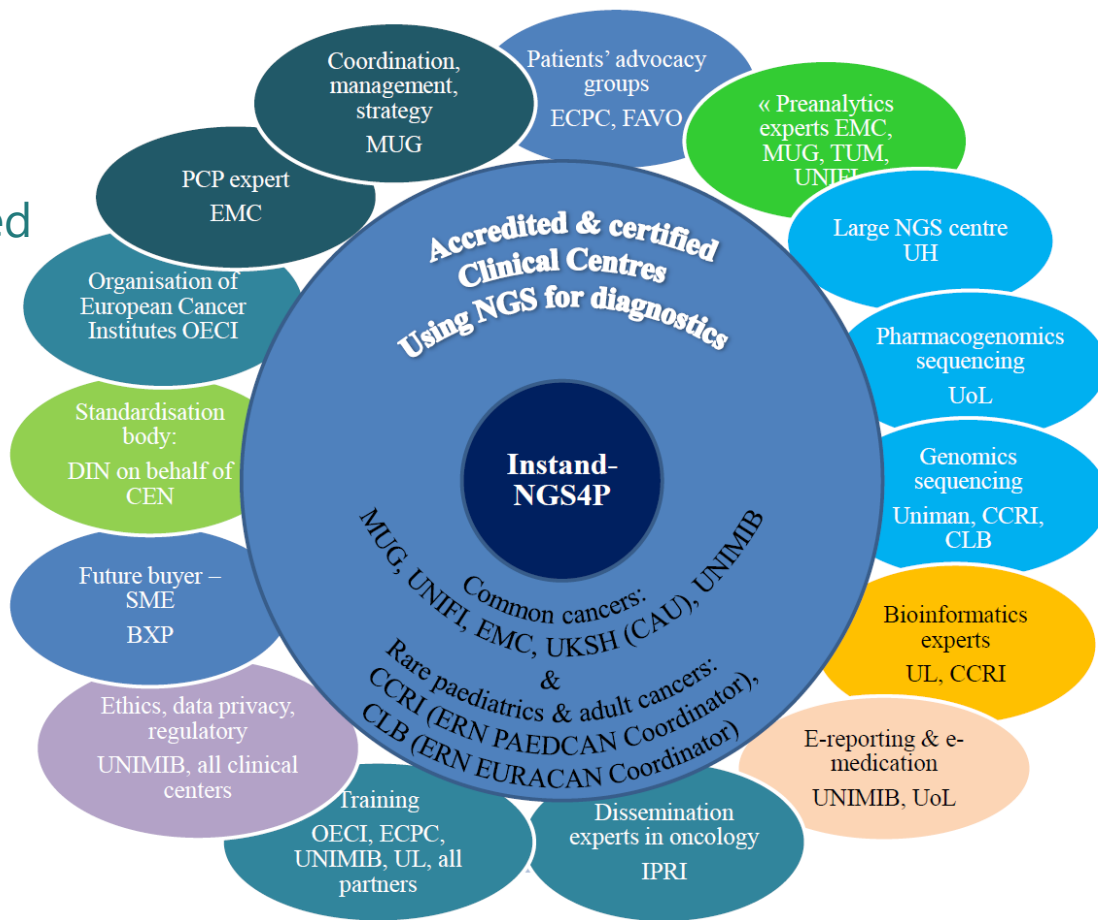 Coordination,
management,
strategy
MUG
Patients’ advocacy
groups
ECPC, FAVO
« Preanalytics
experts EMC,
MUG, TUM,
UNIFI
Large NGS centre
UH
Pharmacogenomics
sequencing
UoL
Genomics
sequencing
Uniman, CCRI,
CLB
Bioinformatics
experts
UL, CCRI
E-reporting & e-
medication
UNIMIB, UoL
Dissemination
experts in oncology
IPRI
Training
OECI, ECPC,
UNIMIB, UL, all
partners
Ethics, data privacy,
regulatory
UNIMIB, all clinical
centers
Future buyer –
SME
BXP
Standardisation
body:
DIN on behalf of
CEN
Organisation of
European Cancer
Institutes OECI
PCP expert
EMC
ed
Accredited & certified
Clinical Centres
Using NGS for diagnostics
Instand-
NGS4P
Common cancers:
MUG, UNIFI, EMC, UKSH (CAU), UNIMIB
&
Rare paediatrics & adult cancers:
CCRI (ERN PAEDCAN Coordinator),
CLB (ERN EURACAN Coordinator)